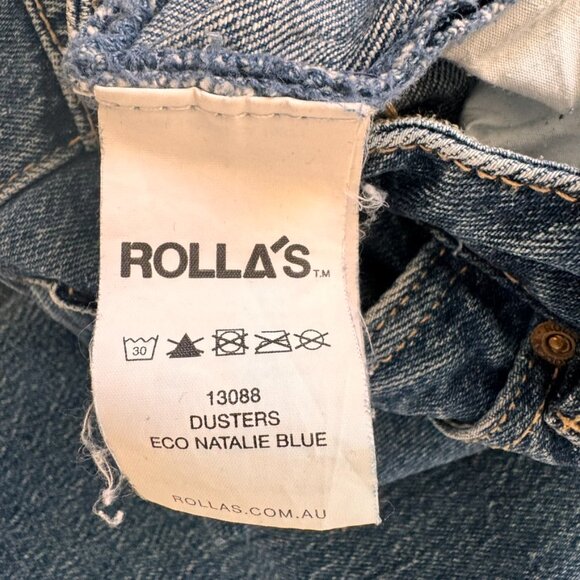 ROLLA'S TM
30
13088
DUSTERS
ECO NATALIE BLUE
ROLLAS.COM.AU